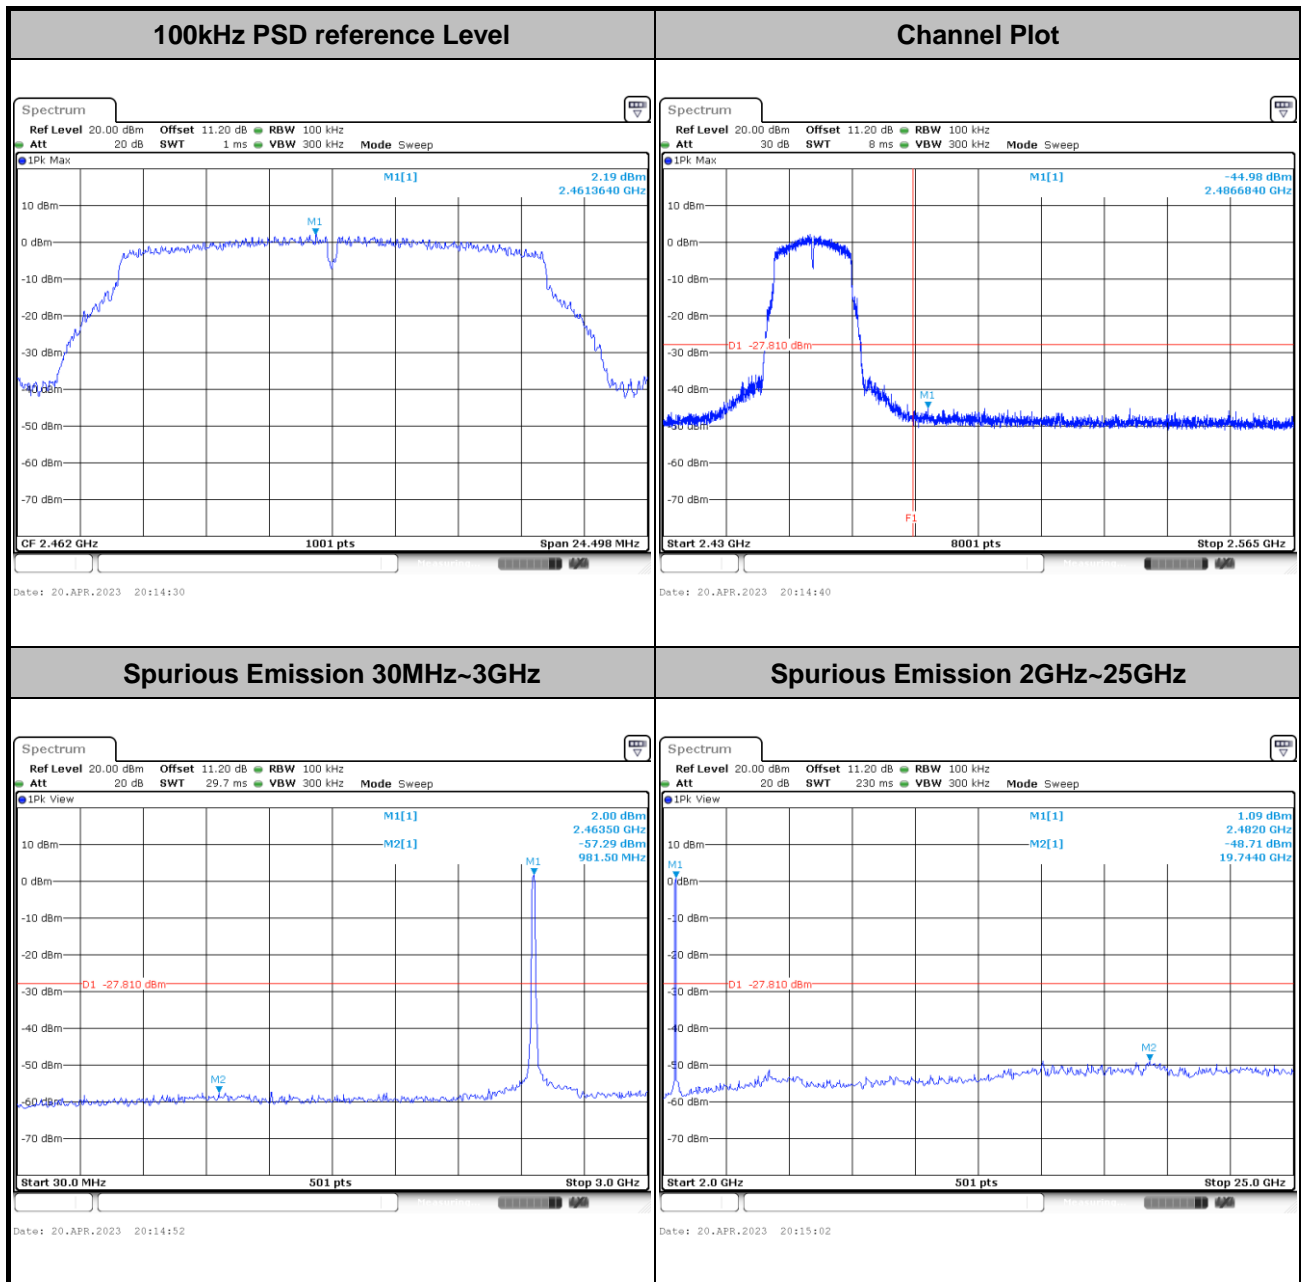 100kHz PSD reference Level
Spectrum
Ref Level 20.00 dBm Offset 11.20 dB RBW 100 kHz
Att 20 dB SWT 1 ms VBW 300 kHz Mode Sweep
1Pk Max
M1[1] 2.19 dBm
2.4613640 GHz
10 dBm
M1
0 dBm
-10 dBm
-20 dBm
-30 dBm
-40 dBm
-50 dBm
-60 dBm
-70 dBm
CF 2.462 GHz 1001 pts Span 24.498 MHz
Measuring
Date: 20.APR.2023 20:14:30
Channel Plot
Spectrum
Ref Level 20.00 dBm Offset 11.20 dB RBW 100 kHz
Att 30 dB SWT 8 ms VBW 300 kHz Mode Sweep
1Pk Max
M1[1] -44.98 dBm
2.4866840 GHz
10 dBm
0 dBm
-10 dBm
-20 dBm
D1 -27.810 dBm
-30 dBm
-40 dBm
M1
-50 dBm
-60 dBm
-70 dBm
F1
Start 2.43 GHz 8001 pts Stop 2.565 GHz
Measuring
Date: 20.APR.2023 20:14:40
Spurious Emission 30MHz~3GHz
Spectrum
Ref Level 20.00 dBm Offset 11.20 dB RBW 100 kHz
Att 20 dB SWT 29.7 ms VBW 300 kHz Mode Sweep
1Pk View
M1[1] 2.00 dBm
2.46350 GHz
M2[1] -57.29 dBm
981.50 MHz
10 dBm
M1
0 dBm
-10 dBm
-20 dBm
D1 -27.810 dBm
-30 dBm
-40 dBm
-50 dBm
M2
-60 dBm
-70 dBm
Start 30.0 MHz 501 pts Stop 3.0 GHz
Measuring
Date: 20.APR.2023 20:14:52
Spurious Emission 2GHz~25GHz
Spectrum
Ref Level 20.00 dBm Offset 11.20 dB RBW 100 kHz
Att 20 dB SWT 230 ms VBW 300 kHz Mode Sweep
1Pk View
M1[1] 1.09 dBm
2.4820 GHz
M2[1] -48.71 dBm
19.7440 GHz
10 dBm
M1
0 dBm
-10 dBm
-20 dBm
D1 -27.810 dBm
-30 dBm
-40 dBm
M2
-50 dBm
-60 dBm
-70 dBm
Start 2.0 GHz 501 pts Stop 25.0 GHz
Measuring
Date: 20.APR.2023 20:15:02